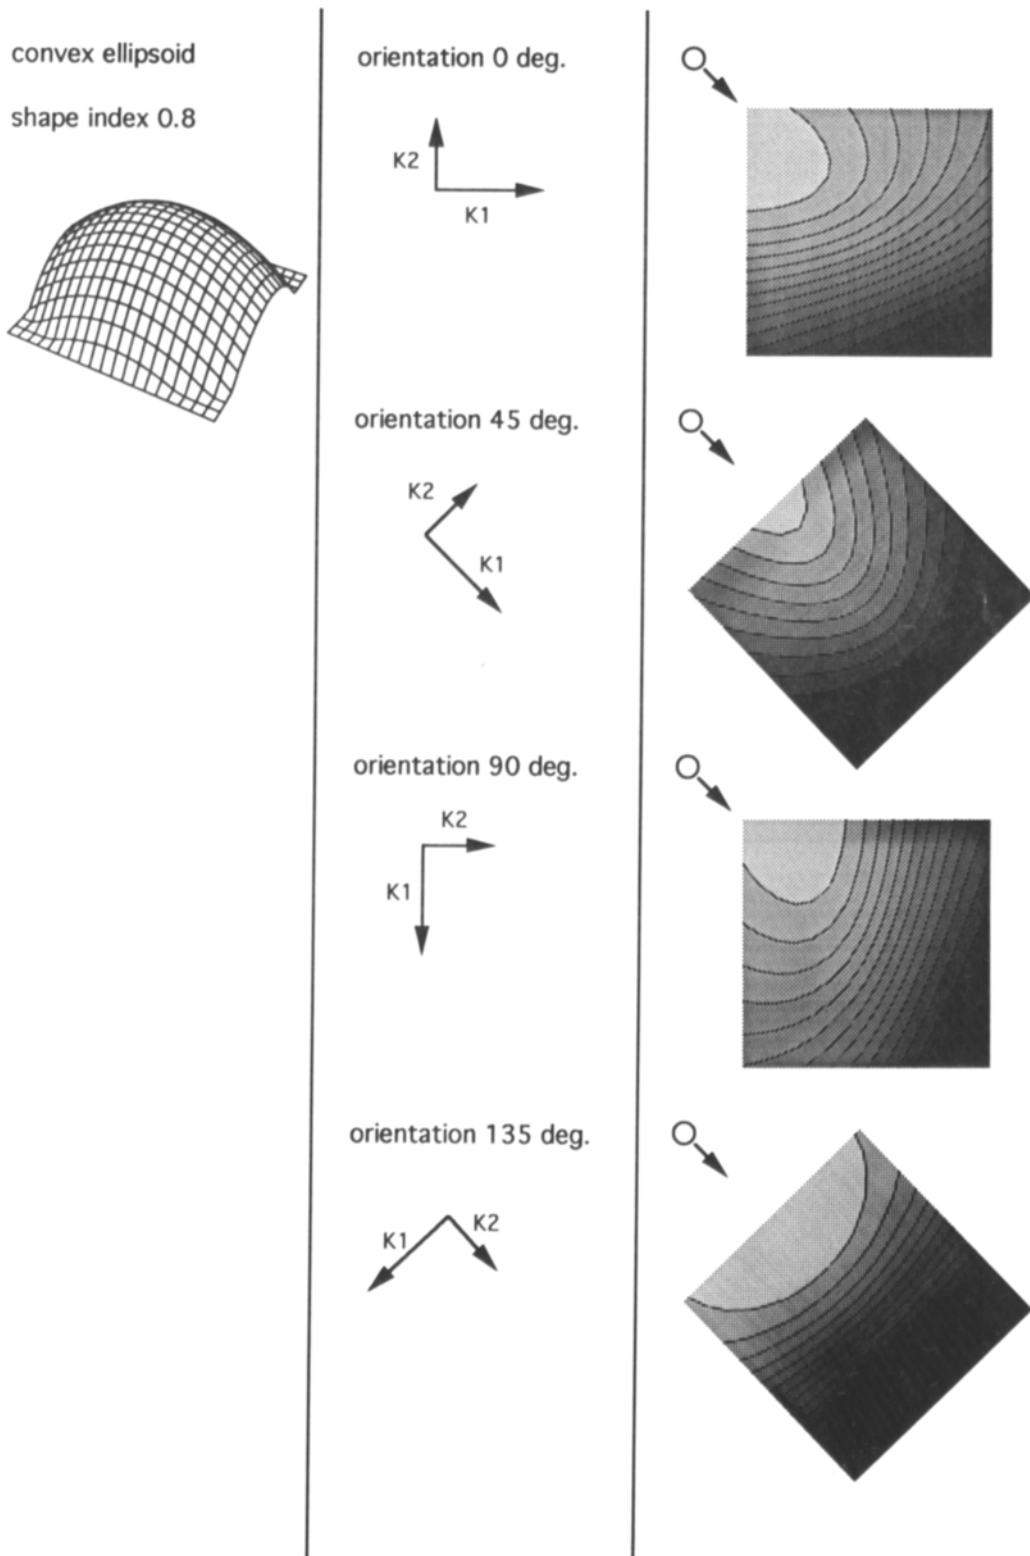 convex ellipsoid
shape index 0.8
orientation 0 deg.
K2
K1
orientation 45 deg.
K2
K1
orientation 90 deg.
K2
K1
orientation 135 deg.
K1
K2